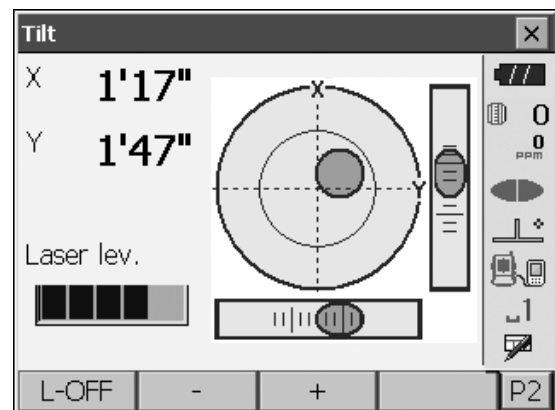 Tilt
X 1'17"
Y 1'47"
X
Y
Laser lev.
0
0
PPM
1
L-OFF - + P2